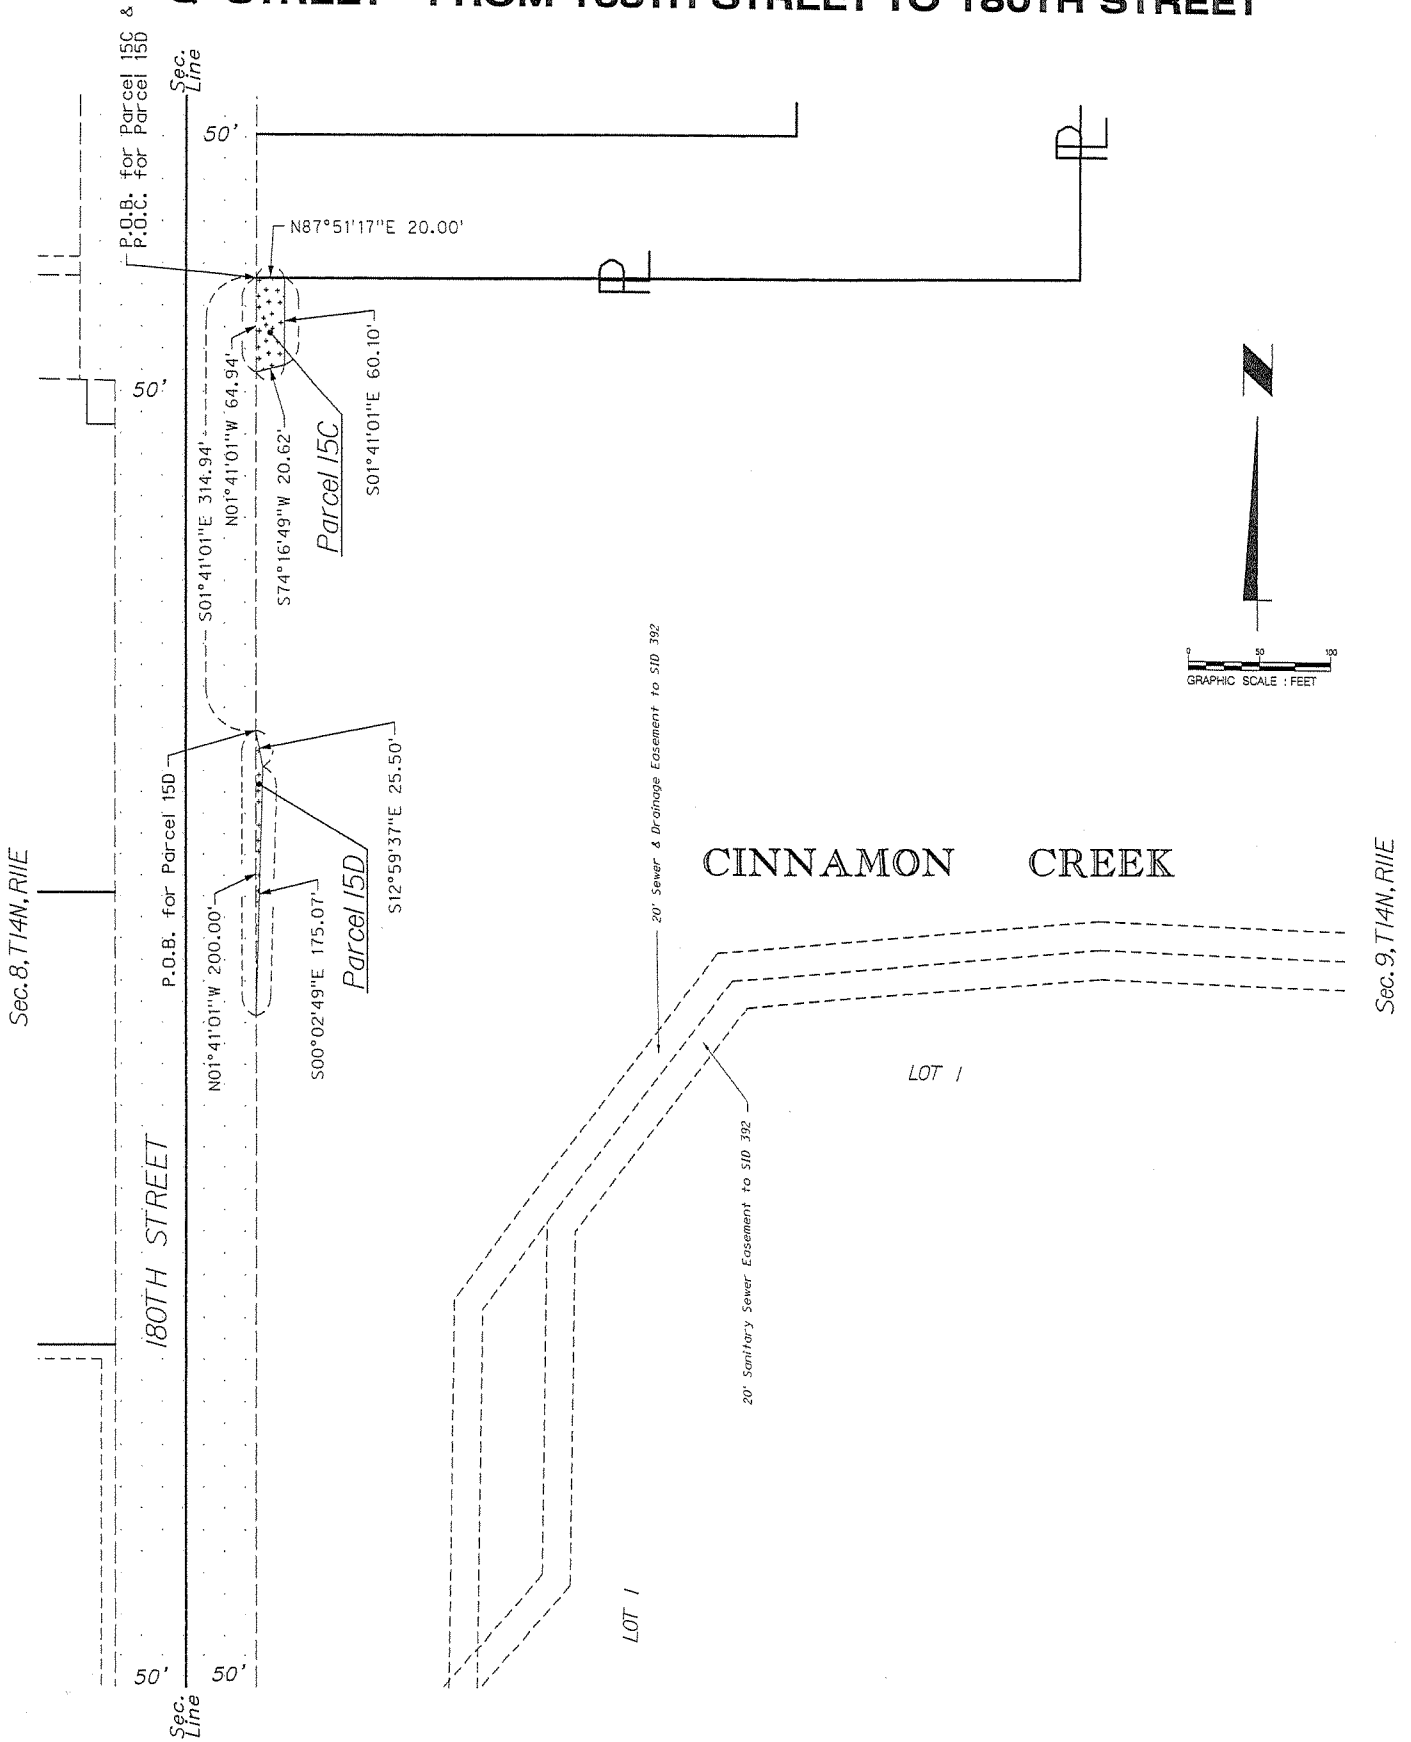 STREET - FROM 168TH STREET TO 180TH STREET
P.O.B. for Parcel 15C &
P.O.C. for Parcel 15D
Sec.
Line
50'
N87°51'17"E 20.00'
PL
PL
50'
S01°41'01"E 314.94'
N01°41'01"W 64.94'
S74°16'49"W 20.62'
Parcel 15C
S01°41'01"E 60.10'
N
0 50 100
GRAPHIC SCALE : FEET
P.O.B. for Parcel 15D
N01°41'01"W 200.00'
S00°02'49"E 175.07'
Parcel 15D
S12°59'37"E 25.50'
20' Sewer & Drainage Easement to SID 392
CINNAMON CREEK
Sec. 8, T14N, R11E
Sec. 9, T14N, R11E
LOT 1
20' Sanitary Sewer Easement to SID 392
180TH STREET
LOT 1
50' 50'
Sec.
Line